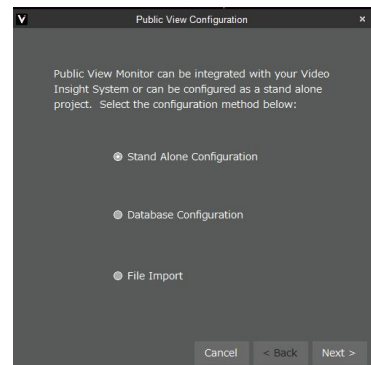 Public View Configuration
Public View Monitor can be integrated with your Video
Insight System or can be configured as a stand alone
project. Select the configuration method below:
Stand Alone Configuration
Database Configuration
File Import
Cancel
< Back
Next >